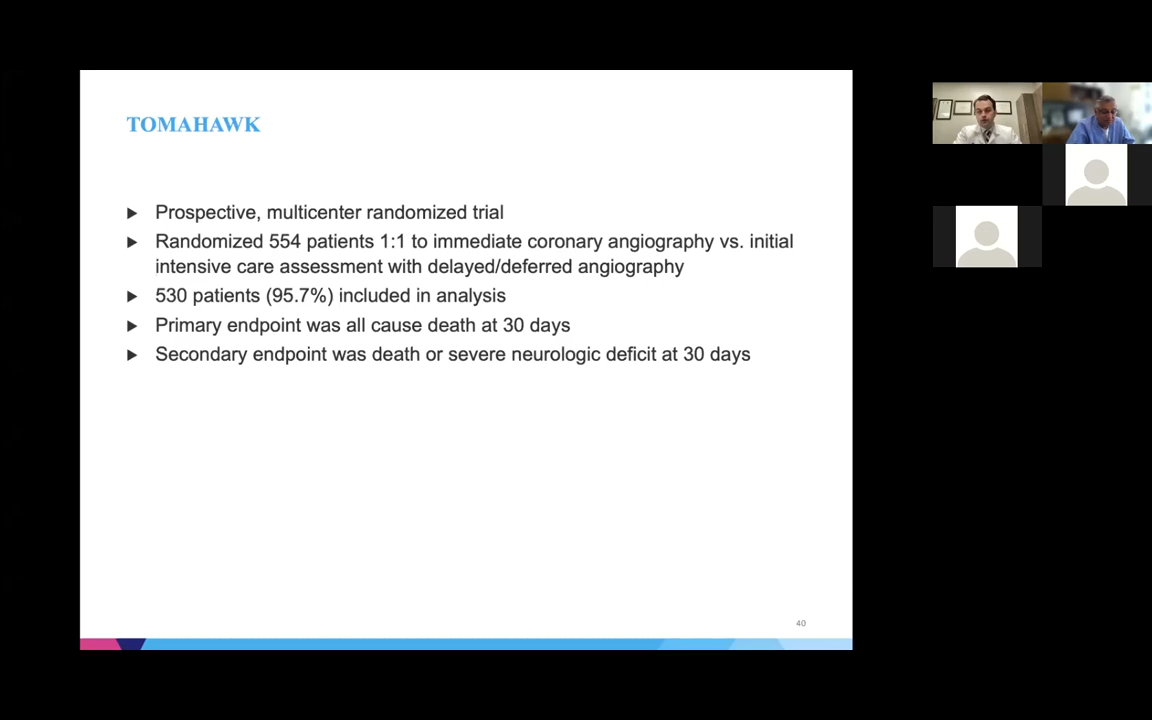 TOMAHAWK
► Prospective, multicenter randomized trial
► Randomized 554 patients 1:1 to immediate coronary angiography vs. initial
intensive care assessment with delayed/deferred angiography
► 530 patients (95.7%) included in analysis
► Primary endpoint was all cause death at 30 days
► Secondary endpoint was death or severe neurologic deficit at 30 days
40